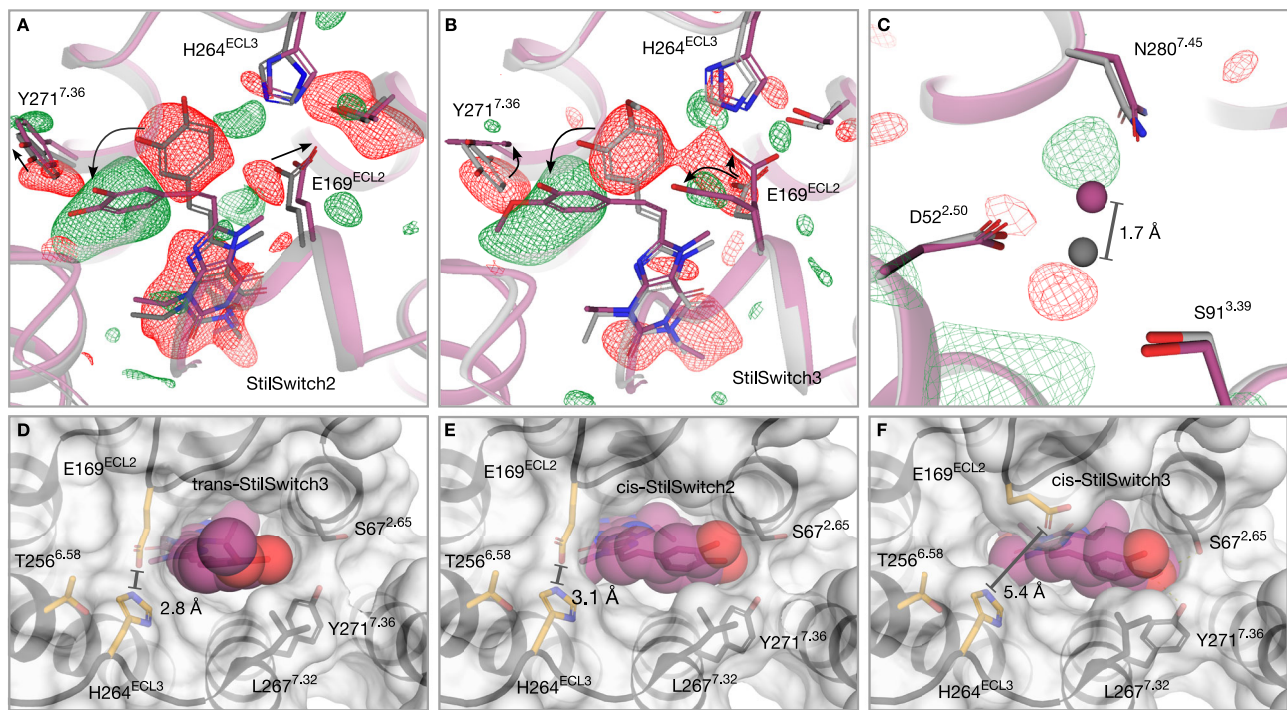 A
H264ECL3
Y2717.36
E169ECL2
StilSwitch2
B
H264ECL3
Y2717.36
E169ECL2
StilSwitch3
C
N2807.45
D522.50
1.7 Å
S913.39
D
E169ECL2
trans-StilSwitch3
S672.65
T2566.58
2.8 Å
Y2717.36
H264ECL3
L2677.32
E
E169ECL2
cis-StilSwitch2
S672.65
T2566.58
3.1 Å
Y2717.36
H264ECL3
L2677.32
F
E169ECL2
cis-StilSwitch3
S672.65
T2566.58
5.4 Å
Y2717.36
H264ECL3
L2677.32